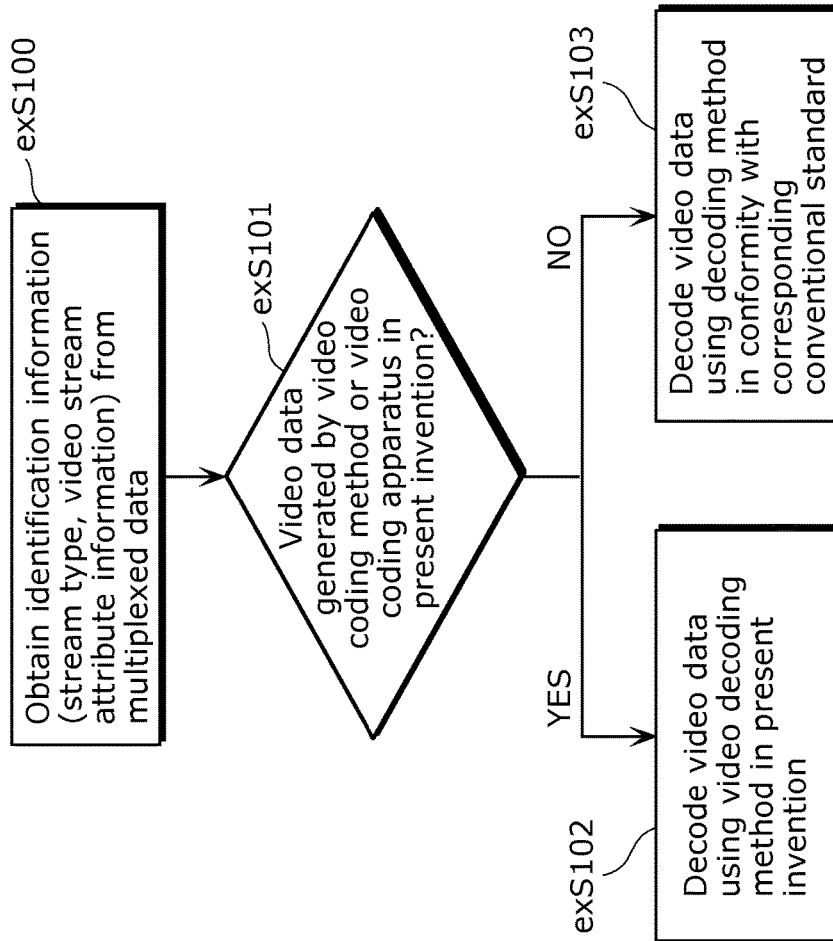 exS100
Obtain identification information
(stream type, video stream
attribute information) from
multiplexed data
exS101
Video data
generated by video
coding method or video
coding apparatus in
present invention?
YES
NO
exS102
Decode video data
using video decoding
method in present
invention
exS103
Decode video data
using decoding method
in conformity with
corresponding
conventional standard